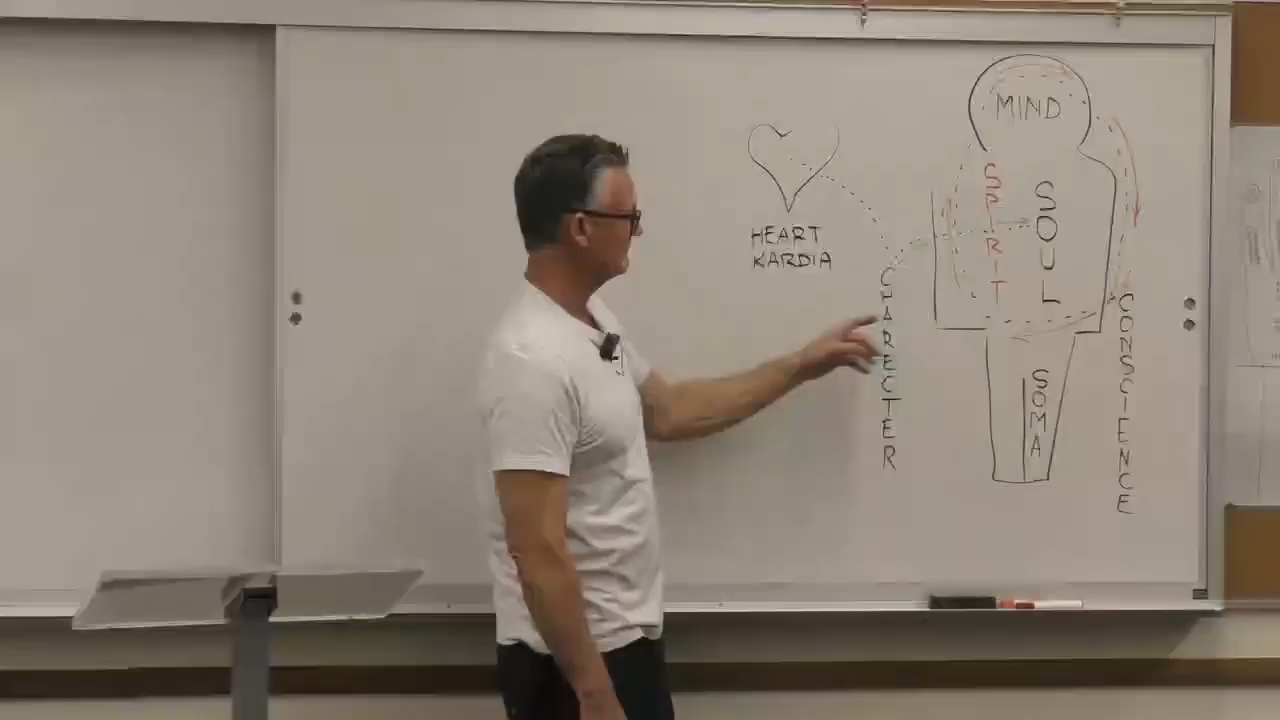 MIND
HEART
KARDIA
SPIRIT
SOUL
CHARECTER
SOMA
CONSCIENCE